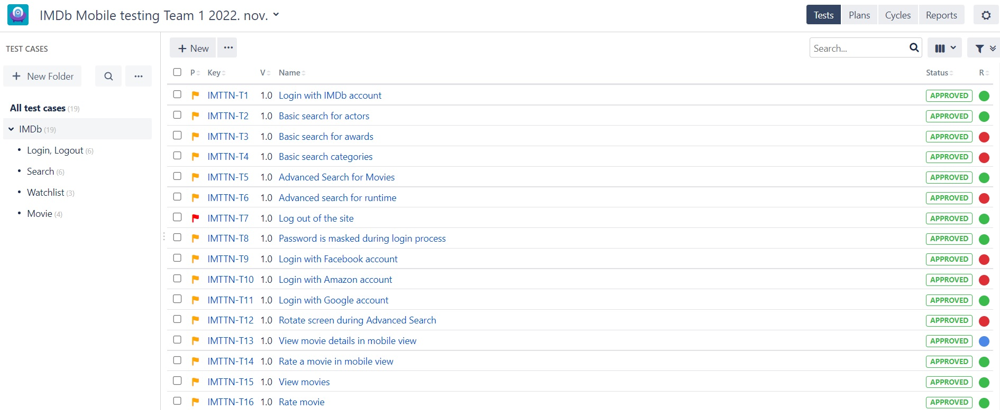 IMDb Mobile testing Team 1 2022. nov.
Tests Plans Cycles Reports
TEST CASES
+ New Folder ...
All test cases (19)
IMDb (19)
• Login, Logout (6)
• Search (6)
• Watchlist (3)
• Movie (4)
+ New ...
Search...
P Key V Name Status R
IMTTN-T1 1.0 Login with IMDb account APPROVED
IMTTN-T2 1.0 Basic search for actors APPROVED
IMTTN-T3 1.0 Basic search for awards APPROVED
IMTTN-T4 1.0 Basic search categories APPROVED
IMTTN-T5 1.0 Advanced Search for Movies APPROVED
IMTTN-T6 1.0 Advanced search for runtime APPROVED
IMTTN-T7 1.0 Log out of the site APPROVED
IMTTN-T8 1.0 Password is masked during login process APPROVED
IMTTN-T9 1.0 Login with Facebook account APPROVED
IMTTN-T10 1.0 Login with Amazon account APPROVED
IMTTN-T11 1.0 Login with Google account APPROVED
IMTTN-T12 1.0 Rotate screen during Advanced Search APPROVED
IMTTN-T13 1.0 View movie details in mobile view APPROVED
IMTTN-T14 1.0 Rate a movie in mobile view APPROVED
IMTTN-T15 1.0 View movies APPROVED
IMTTN-T16 1.0 Rate movie APPROVED